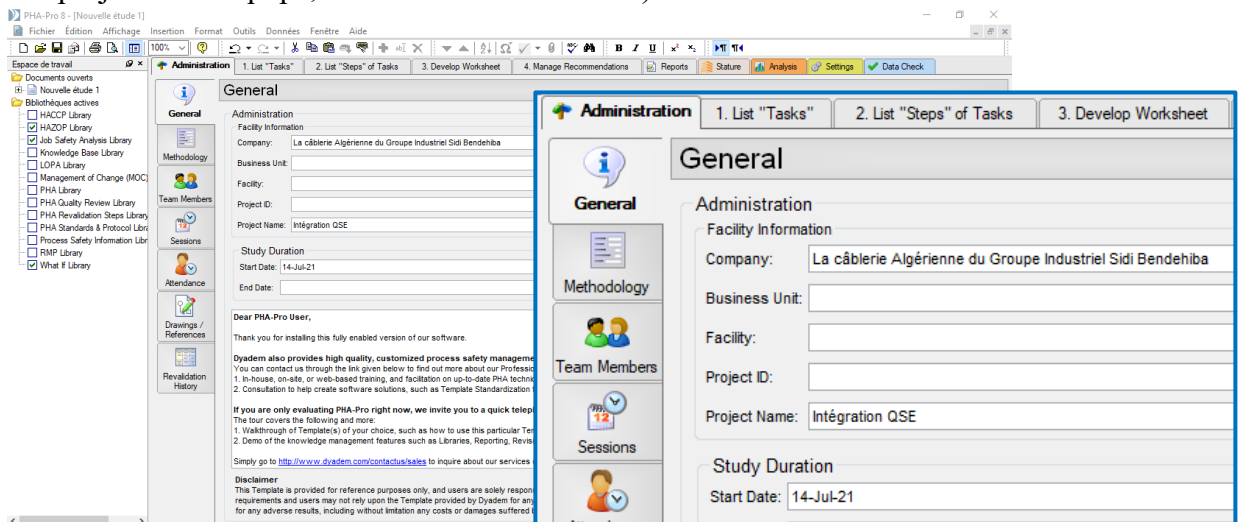 PHA-Pro 8 - [Nouvelle étude 1]
Fichier Édition Affichage Insertion Format Outils Données Fenêtre Aide
100%
B I U x² x₂
Espace de travail
Documents ouverts
Nouvelle étude 1
Bibliothèques actives
HACCP Library
HAZOP Library
Job Safety Analysis Library
Knowledge Base Library
LOPA Library
Management of Change (MOC)
PHA Library
PHA Quality Review Library
PHA Revalidation Steps Library
PHA Standards & Protocol Libra
Process Safety Information Libr
RMP Library
What If Library
Administration 1. List "Tasks" 2. List "Steps" of Tasks 3. Develop Worksheet 4. Manage Recommendations Reports Stature Analysis Settings Data Check
General
Methodology
Team Members
Sessions
Attendance
Drawings / References
Revalidation History
General
Administration
Facility Information
Company: La câblerie Algérienne du Groupe Industriel Sidi Bendehiba
Business Unit:
Facility:
Project ID:
Project Name: Intégration QSE
Study Duration
Start Date: 14-Jul-21
End Date:
Dear PHA-Pro User,
Thank you for installing this fully enabled version of our software.
Dyadem also provides high quality, customized process safety manageme
You can contact us through the link given below to find out more about our Professio
1. In-house, on-site, or web-based training, and facilitation on up-to-date PHA techni
2. Consultation to help create software solutions, such as Template Standardization
If you are only evaluating PHA-Pro right now, we invite you to a quick telep
The tour covers the following and more:
1. Walkthrough of Template(s) of your choice, such as how to use this particular Ter
2. Demo of the knowledge management features such as Libraries, Reporting, Revis
Simply go to http://www.dyadem.com/contactus/sales to inquire about our services
Disclaimer
This Template is provided for reference purposes only, and users are solely respon
requirements and users may not rely upon the Template provided by Dyadem for any
for any adverse results, including without limitation any costs or damages suffered
Administration 1. List "Tasks" 2. List "Steps" of Tasks 3. Develop Worksheet
General
Methodology
Team Members
Sessions
General
Administration
Facility Information
Company: La câblerie Algérienne du Groupe Industriel Sidi Bendehiba
Business Unit:
Facility:
Project ID:
Project Name: Intégration QSE
Study Duration
Start Date: 14-Jul-21